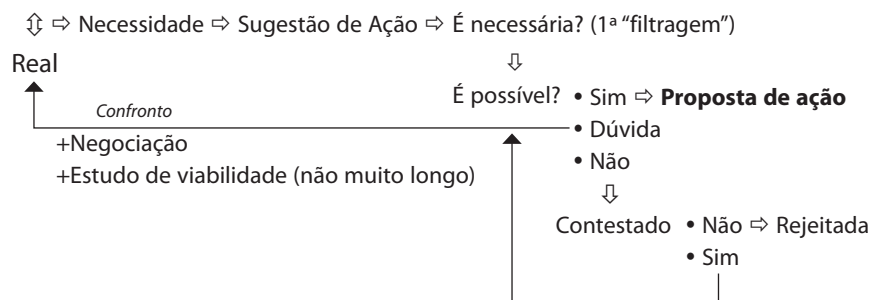 ⇕ ⇨ Necessidade ⇨ Sugestão de Ação ⇨ É necessária? (1ª “filtragem”)
Real
⇩
É possível? • Sim ⇨ Proposta de ação
Confronto
• Dúvida
+Negociação
• Não
+Estudo de viabilidade (não muito longo)
⇩
Contestado • Não ⇨ Rejeitada
• Sim